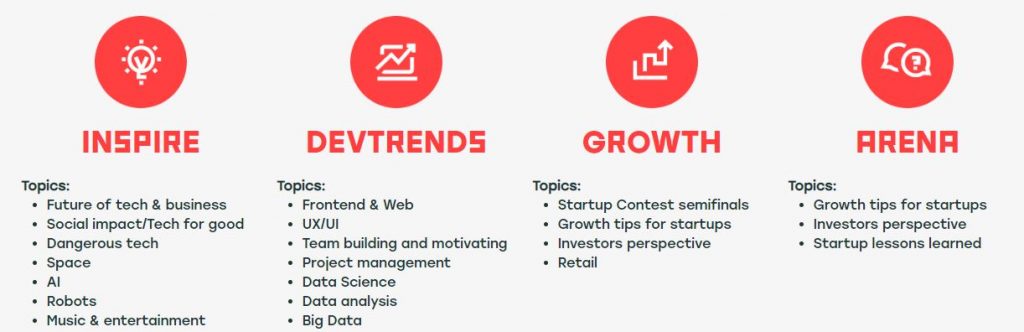 INSPIRE
Topics:
• Future of tech & business
• Social impact/Tech for good
• Dangerous tech
• Space
• AI
• Robots
• Music & entertainment
DEVTRENDS
Topics:
• Frontend & Web
• UX/UI
• Team building and motivating
• Project management
• Data Science
• Data analysis
• Big Data
GROWTH
Topics:
• Startup Contest semifinals
• Growth tips for startups
• Investors perspective
• Retail
ARENA
Topics:
• Growth tips for startups
• Investors perspective
• Startup lessons learned